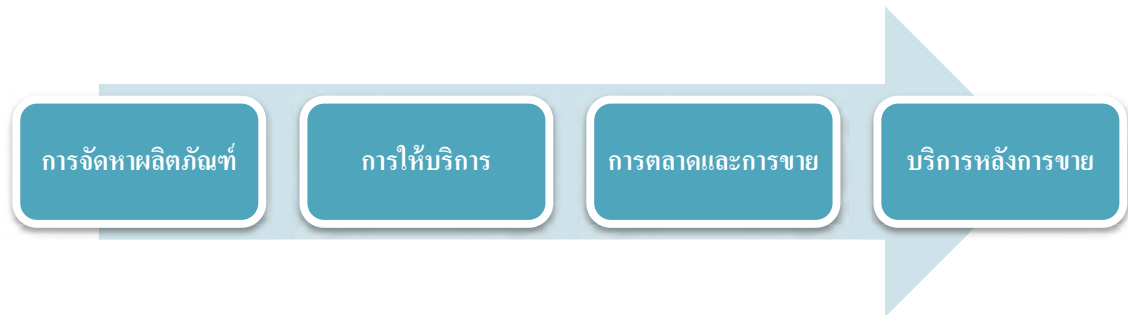 การจัดหาผลิตภัณฑ์
การให้บริการ
การตลาดและการขาย
บริการหลังการขาย